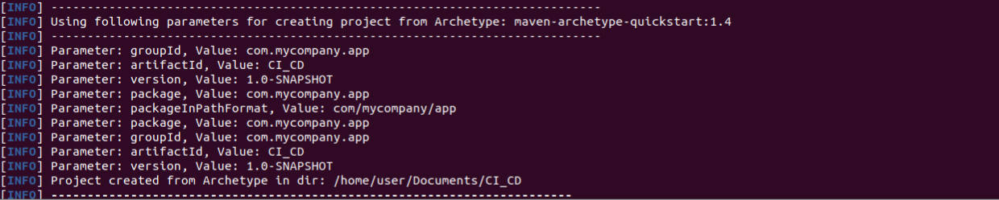 [INFO] ----------------------------------------------------------------------------
[INFO] Using following parameters for creating project from Archetype: maven-archetype-quickstart:1.4
[INFO] ----------------------------------------------------------------------------
[INFO] Parameter: groupId, Value: com.mycompany.app
[INFO] Parameter: artifactId, Value: CI_CD
[INFO] Parameter: version, Value: 1.0-SNAPSHOT
[INFO] Parameter: package, Value: com.mycompany.app
[INFO] Parameter: packageInPathFormat, Value: com/mycompany/app
[INFO] Parameter: package, Value: com.mycompany.app
[INFO] Parameter: groupId, Value: com.mycompany.app
[INFO] Parameter: artifactId, Value: CI_CD
[INFO] Parameter: version, Value: 1.0-SNAPSHOT
[INFO] Project created from Archetype in dir: /home/user/Documents/CI_CD
[INFO] ------------------------------------------------------------------------